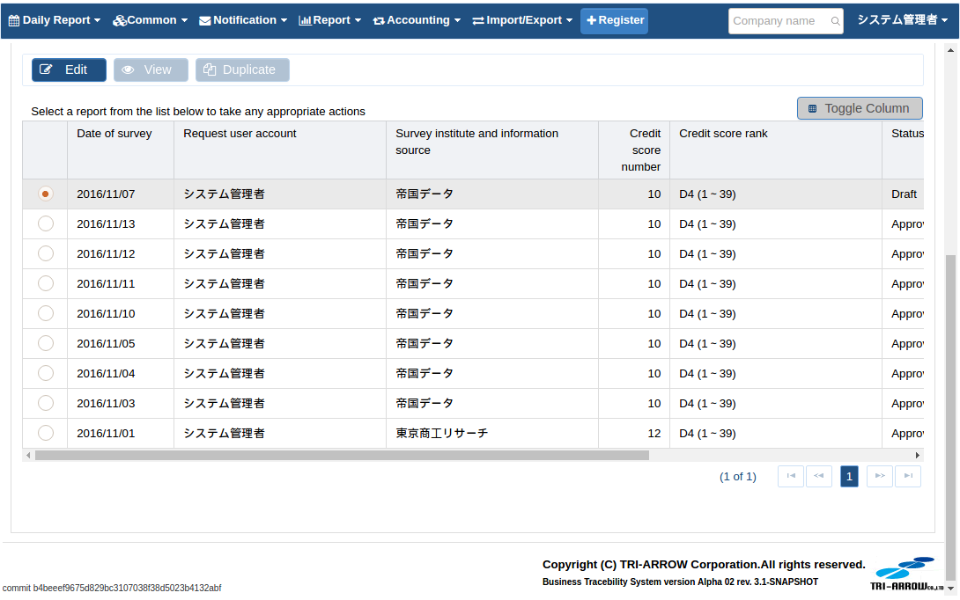 Daily Report Common Notification Report Accounting Import/Export Register Company name システム管理者
Edit View Duplicate
Select a report from the list below to take any appropriate actions Toggle Column
Date of survey Request user account Survey institute and information source Credit score number Credit score rank Status
2016/11/07 システム管理者 帝国データ 10 D4 (1 ~ 39) Draft
2016/11/13 システム管理者 帝国データ 10 D4 (1 ~ 39) Approv
2016/11/12 システム管理者 帝国データ 10 D4 (1 ~ 39) Approv
2016/11/11 システム管理者 帝国データ 10 D4 (1 ~ 39) Approv
2016/11/10 システム管理者 帝国データ 10 D4 (1 ~ 39) Approv
2016/11/05 システム管理者 帝国データ 10 D4 (1 ~ 39) Approv
2016/11/04 システム管理者 帝国データ 10 D4 (1 ~ 39) Approv
2016/11/03 システム管理者 帝国データ 10 D4 (1 ~ 39) Approv
2016/11/01 システム管理者 東京商工リサーチ 12 D4 (1 ~ 39) Approv
(1 of 1) 1
Copyright (C) TRI-ARROW Corporation.All rights reserved.
Business Tracebility System version Alpha 02 rev. 3.1-SNAPSHOT
TRI-ARROW
commit b4beeef9675d829bc3107038f38d5023b4132abf